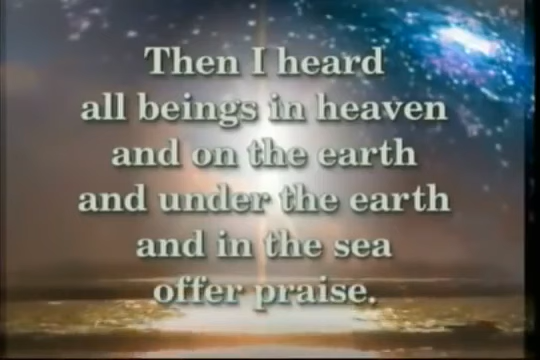 Then I heard
all beings in heaven
and on the earth
and under the earth
and in the sea
offer praise.